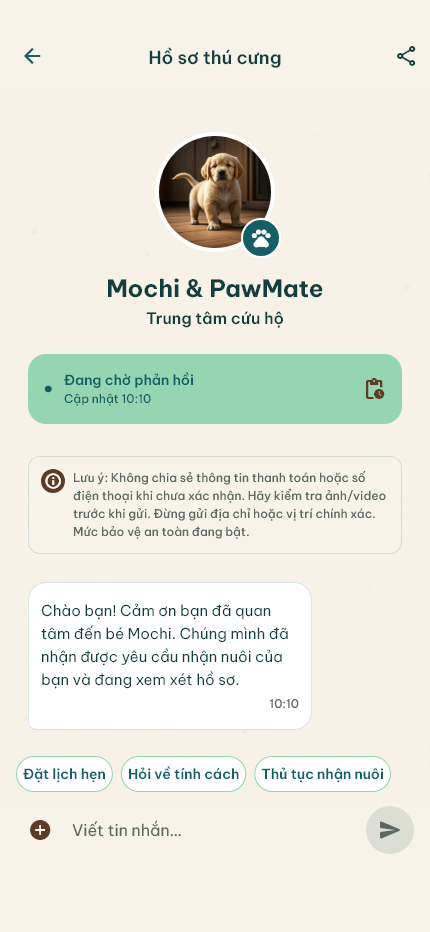 Hồ sơ thú cưng
Mochi & PawMate
Trung tâm cứu hộ
Đang chờ phản hồi
Cập nhật 10:10
Lưu ý: Không chia sẻ thông tin thanh toán hoặc số
điện thoại khi chưa xác nhận. Hãy kiểm tra ảnh/video
trước khi gửi. Đừng gửi địa chỉ hoặc vị trí chính xác.
Mức bảo vệ an toàn đang bật.
Chào bạn! Cảm ơn bạn đã quan
tâm đến bé Mochi. Chúng mình đã
nhận được yêu cầu nhận nuôi của
bạn và đang xem xét hồ sơ.
10:10
Đặt lịch hẹn
Hỏi về tính cách
Thủ tục nhận nuôi
Viết tin nhắn...